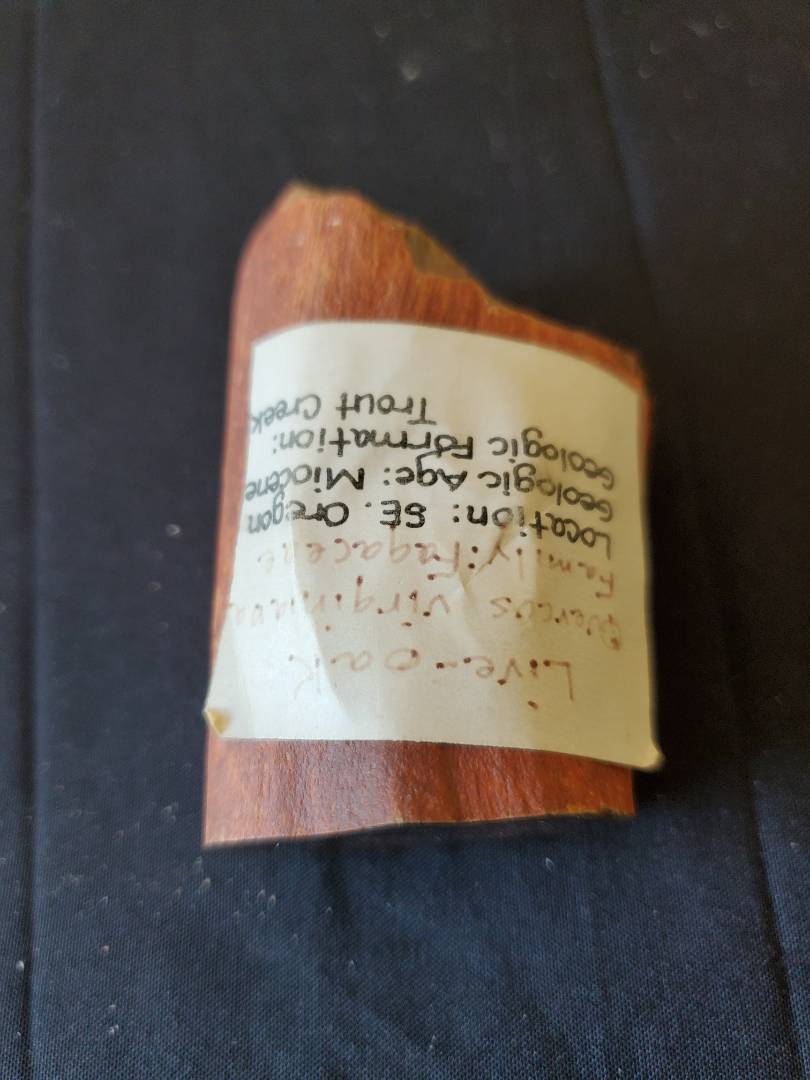 Live-oak
Quercus virginiana
Family: Fagaceae
Location: SE. Oregon
Geologic Age: Miocene
Geologic Formation:
Trout Creek